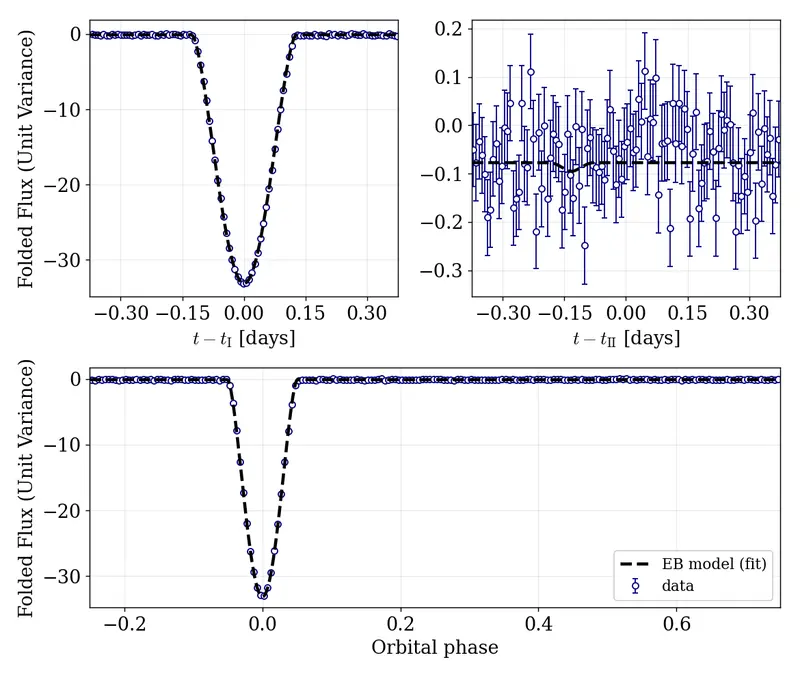 Folded Flux (Unit Variance)
0
−10
−20
−30
−0.30 −0.15 0.00 0.15 0.30
t − tI [days]
0.2
0.1
0.0
−0.1
−0.2
−0.3
−0.30 −0.15 0.00 0.15 0.30
t − tII [days]
Folded Flux (Unit Variance)
0
−10
−20
−30
EB model (fit)
data
−0.2 0.0 0.2 0.4 0.6
Orbital phase